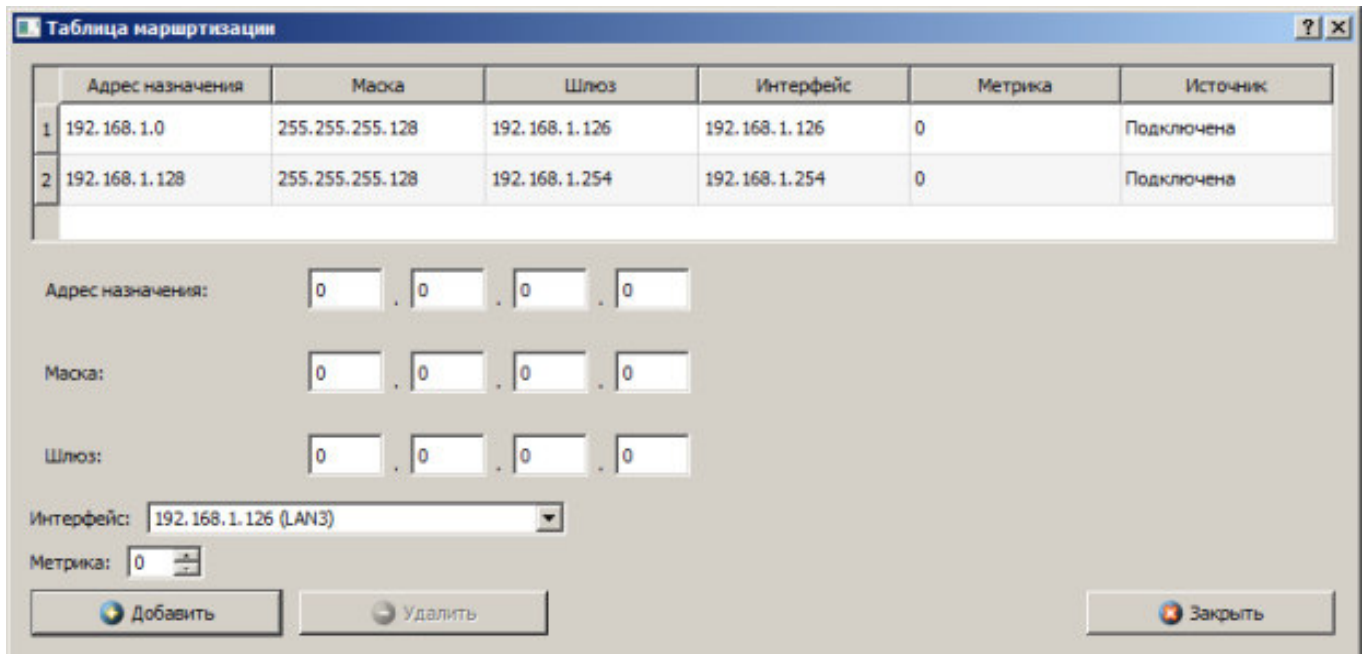 Таблица маршртизации
Адрес назначения Маска Шлюз Интерфейс Метрика Источник
1 192.168.1.0 255.255.255.128 192.168.1.126 192.168.1.126 0 Подключена
2 192.168.1.128 255.255.255.128 192.168.1.254 192.168.1.254 0 Подключена
Адрес назначения: 0 . 0 . 0 . 0
Маска: 0 . 0 . 0 . 0
Шлюз: 0 . 0 . 0 . 0
Интерфейс: 192.168.1.126 (LAN3)
Метрика: 0
Добавить Удалить Закрыть